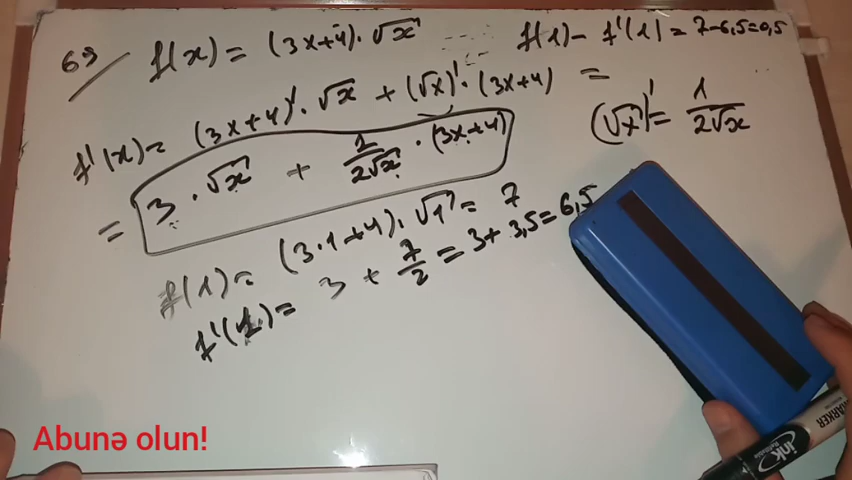 69 f(x) = (3x+4)·√x f(1) - f'(1) = 7-6,5=0,5
f'(x) = (3x+4)'·√x + (√x)'·(3x+4) =
(√x)' = 1/2√x
= 3·√x + 1/2√x·(3x+4)
f(1) = (3·1+4)·√1 = 7
f'(1) = 3 + 7/2 = 3+3,5=6,5
Abunə olun!
MARKER
ink